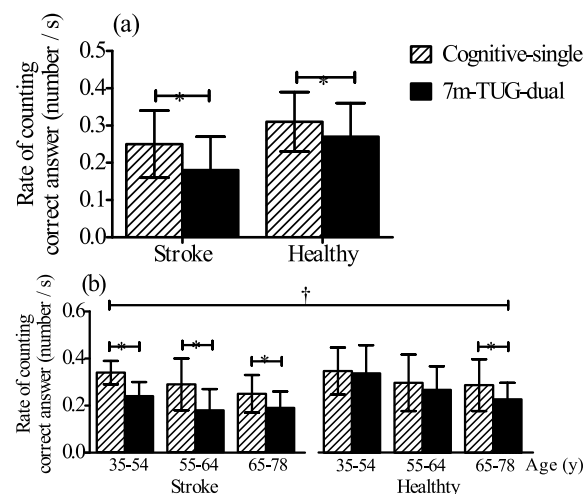 (a)
Rate of counting
correct answer (number / s)
0.5
0.4
0.3
0.2
0.1
0.0
*
*
Stroke
Healthy
Cognitive-single
7m-TUG-dual
(b)
Rate of counting
correct answer (number / s)
0.6
0.4
0.2
0.0
†
*
*
*
*
35-54
55-64
65-78
35-54
55-64
65-78
Age (y)
Stroke
Healthty